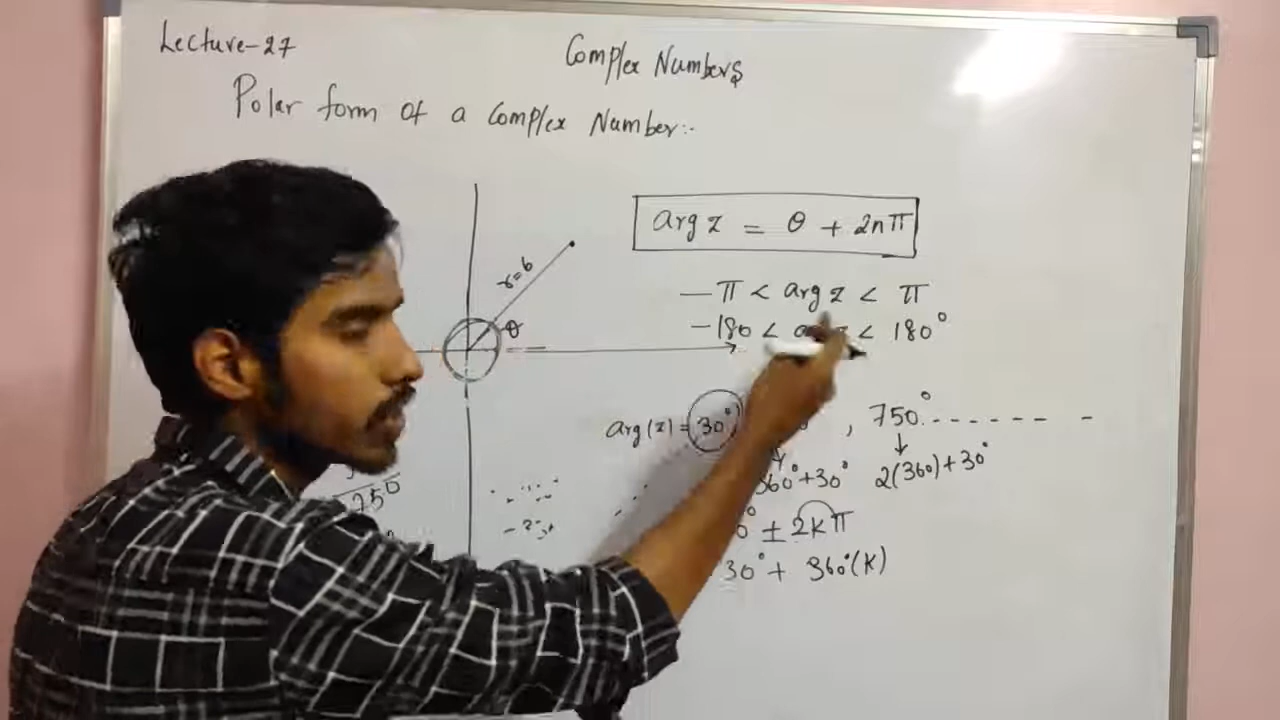 Lecture-27
Complex Numbers
Polar form of a Complex Number:-
arg z = θ + 2nπ
r=6
θ
-π < arg z < π
-180 < < 180°
arg(z) = 30°, , 750° - - - - - - -
360°+30° 2(360)+30°
± 2kπ
30° + 360°(K)
750